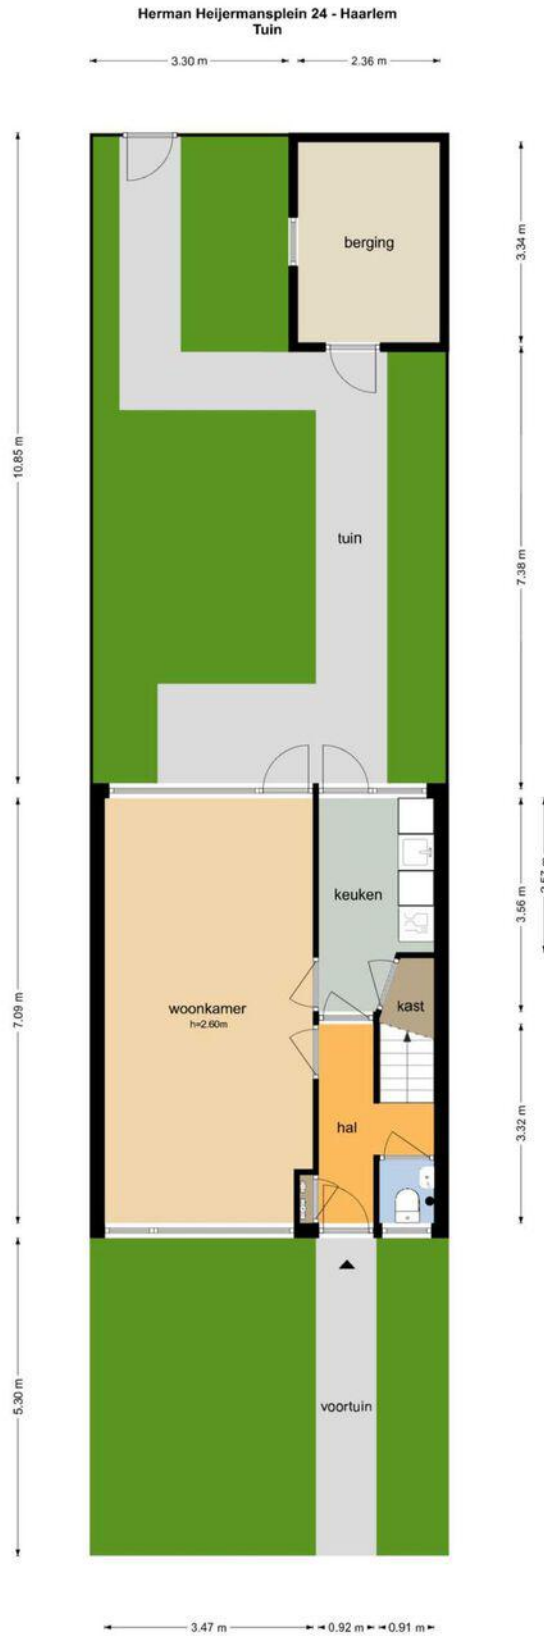 Herman Heijermansplein 24 - Haarlem
Tuin
3.30 m
2.36 m
berging
3.34 m
10.85 m
tuin
7.38 m
keuken
3.56 m
kast
woonkamer
h=2.60m
7.09 m
hal
3.32 m
voortuin
5.30 m
3.47 m
0.92 m
0.91 m